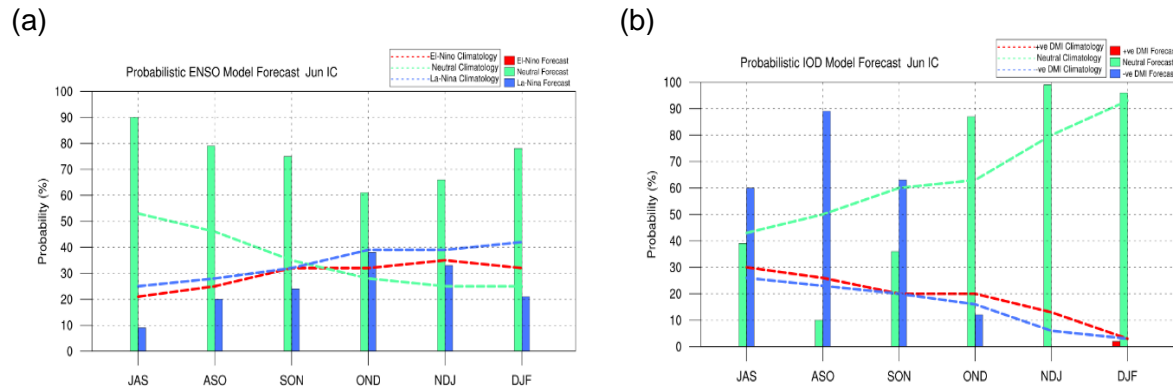 (a)
El-Nino Climatology
Neutral Climatology
La-Nina Climatology
El-Nino Forecast
Neutral Forecast
La-Nina Forecast
Probabilistic ENSO Model Forecast Jun IC
Probability (%)
100
90
80
70
60
50
40
30
20
10
0
JAS ASO SON OND NDJ DJF
(b)
+ve DMI Climatology
Neutral Climatology
-ve DMI Climatology
+ve DMI Forecast
Neutral Forecast
-ve DMI Forecast
Probabilistic IOD Model Forecast Jun IC
Probability (%)
100
90
80
70
60
50
40
30
20
10
0
JAS ASO SON OND NDJ DJF